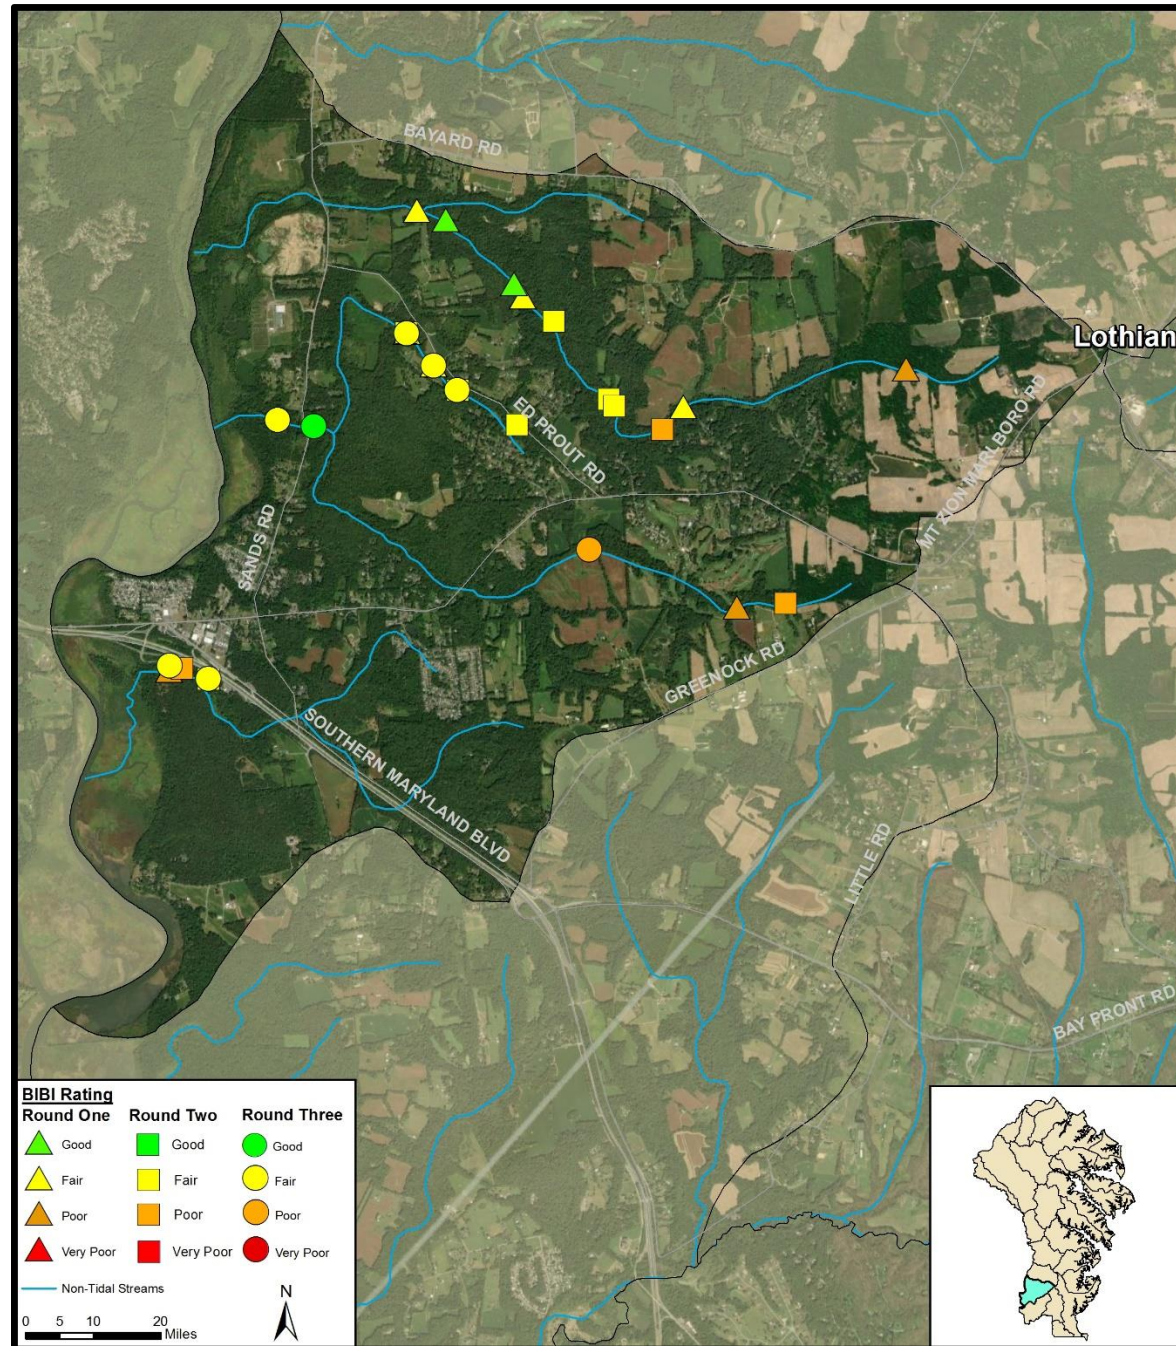 BAYARD RD
Lothian
ED PROUT RD
MT ZION MARLBORO RD
SANDS RD
GREENOCK RD
SOUTHERN MARYLAND BLVD
LITTLE RD
BAY FRONT RD
BIBI Rating
Round One Round Two Round Three
Good Good Good
Fair Fair Fair
Poor Poor Poor
Very Poor Very Poor Very Poor
Non-Tidal Streams
N
0 5 10 20
Miles